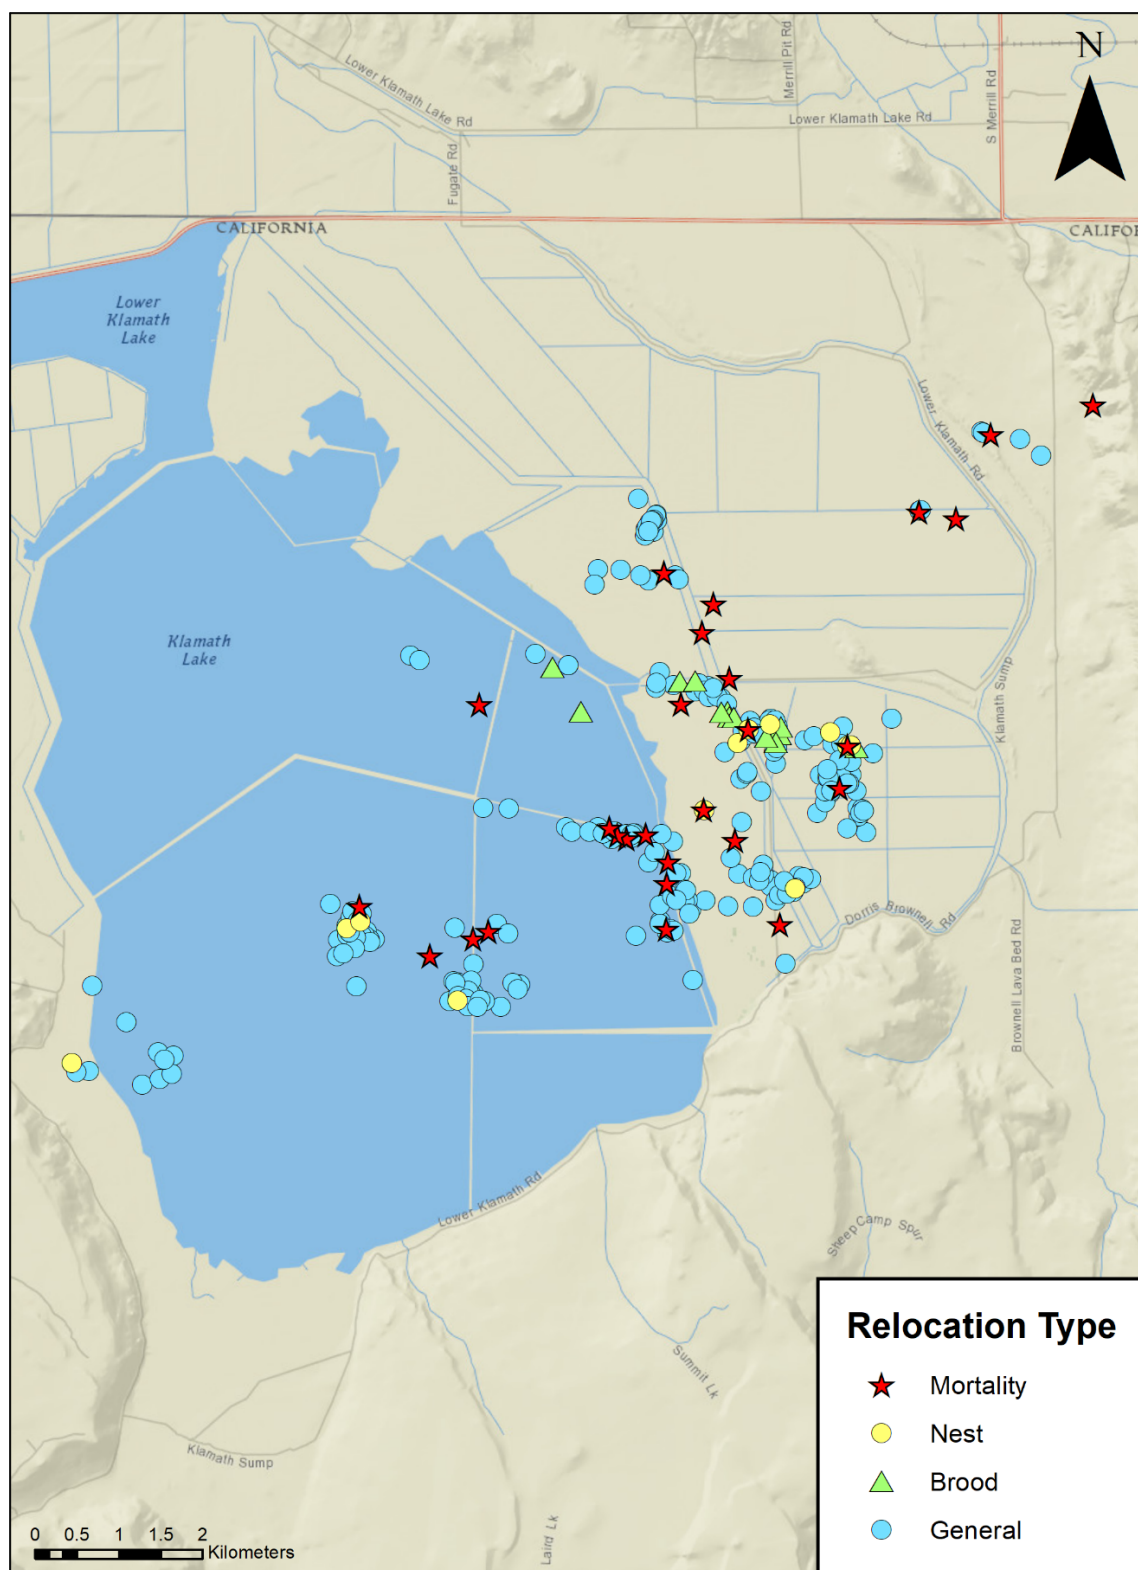 Merrill Pit Rd
N
Lower Klamath Lake Rd
S Merrill Rd
Lower Klamath Lake Rd
Fugate Rd
CALIFORNIA
CALIFOR
Lower
Klamath
Lake
Lower Klamath Rd
Klamath
Lake
Klamath Sump
Dorris Brownell Rd
Brownell Lava Bed Rd
Lower Klamath Rd
Sheep Camp Spur
Relocation Type
Mortality
Nest
Brood
General
Summit Lk
Klamath Sump
Laird Lk
0 0.5 1 1.5 2
Kilometers